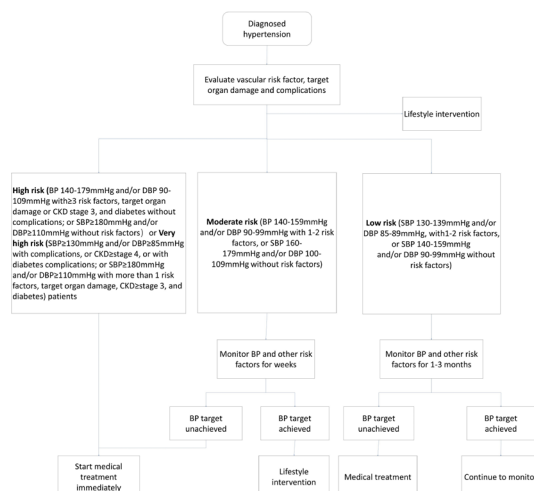 Diagnosed
hypertension
Evaluate vascular risk factor, target
organ damage and complications
Lifestyle intervention
High risk (BP 140-179mmHg and/or DBP 90-
109mmHg with≥3 risk factors, target organ
damage or CKD stage 3, and diabetes without
complications; or SBP≥180mmHg and/or
DBP≥110mmHg without risk factors) or Very
high risk (SBP≥130mmHg and/or DBP≥85mmHg
with complications, or CKD≥stage 4, or with
diabetes complications; or SBP≥180mmHg
and/or DBP≥110mmHg with more than 1 risk
factors, target organ damage, CKD≥stage 3, and
diabetes) patients
Moderate risk (BP 140-159mmHg
and/or DBP 90-99mmHg with 1-2 risk
factors, or SBP 160-
179mmHg and/or DBP 100-
109mmHg without risk factors)
Low risk (SBP 130-139mmHg and/or
DBP 85-89mmHg, with1-2 risk factors,
or SBP 140-159mmHg
and/or DBP 90-99mmHg without risk
factors)
Monitor BP and other risk
factors for weeks
Monitor BP and other risk
factors for 1-3 months
BP target
unachieved
BP target
achieved
BP target
unachieved
BP target
achieved
Start medical
treatment
immediately
Lifestyle
intervention
Medical treatment
Continue to monito